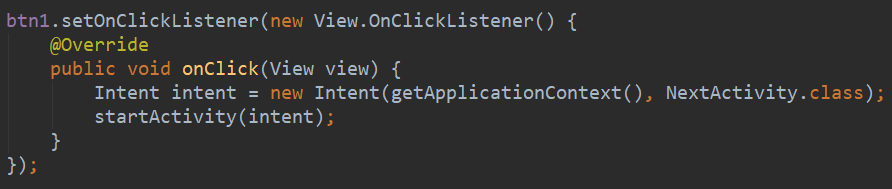 btn1.setOnClickListener(new View.OnClickListener() {
    @Override
    public void onClick(View view) {
        Intent intent = new Intent(getApplicationContext(), NextActivity.class);
        startActivity(intent);
    }
});